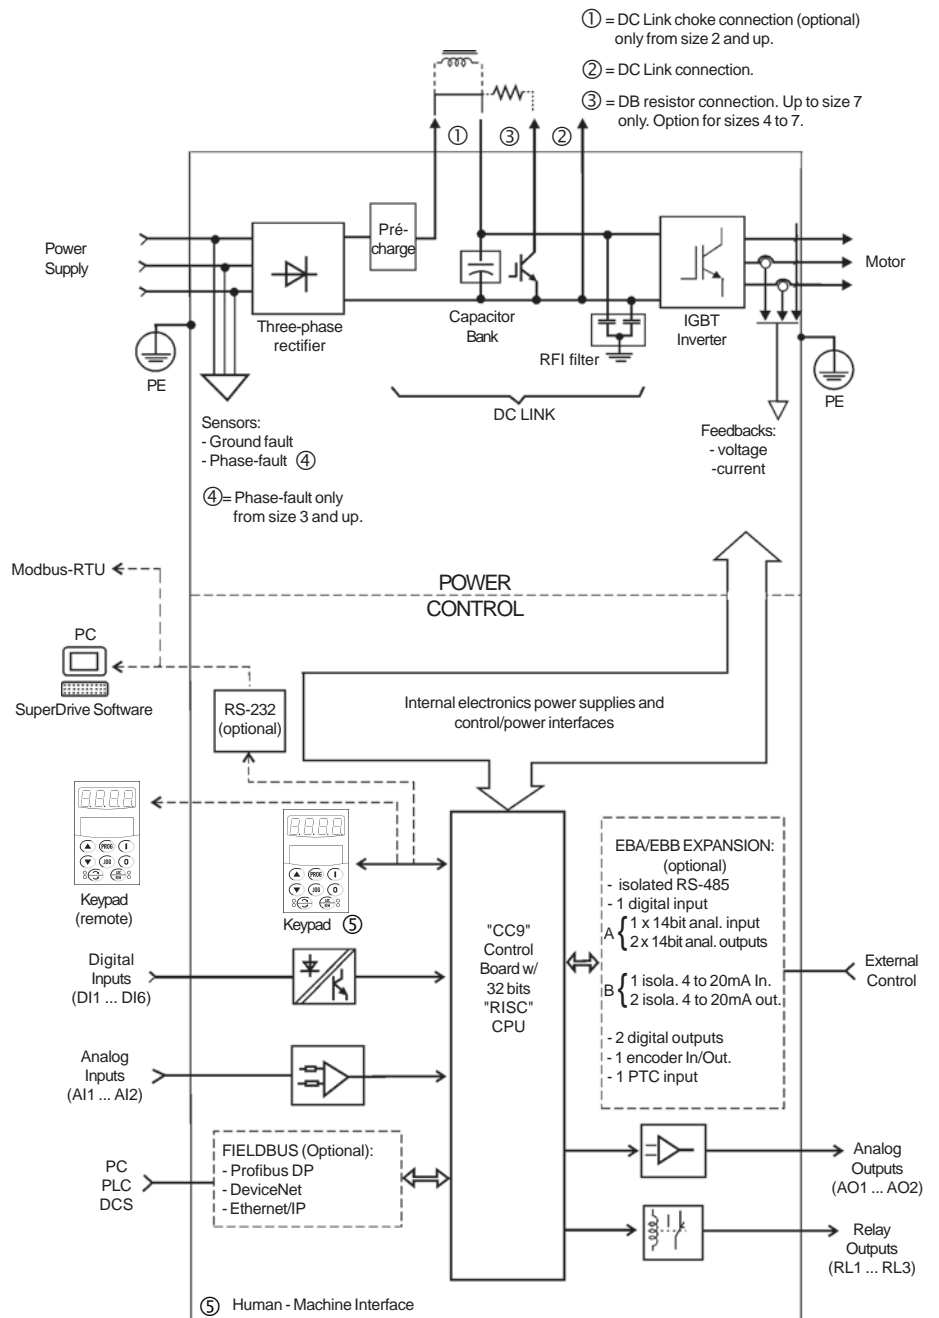 ① = DC Link choke connection (optional)
only from size 2 and up.
② = DC Link connection.
③ = DB resistor connection. Up to size 7
only. Option for sizes 4 to 7.
① ③ ②
Power
Supply
Pré-
charge
Motor
Three-phase
rectifier
Capacitor
Bank
IGBT
Inverter
RFI filter
PE
PE
DC LINK
Sensors:
- Ground fault
- Phase-fault ④
Feedbacks:
- voltage
-current
④= Phase-fault only
from size 3 and up.
Modbus-RTU
POWER
CONTROL
PC
SuperDrive Software
RS-232
(optional)
Internal electronics power supplies and
control/power interfaces
PROG I
JOG 0
Keypad
(remote)
PROG I
JOG 0
Keypad ⑤
"CC9"
Control
Board w/
32 bits
"RISC"
CPU
EBA/EBB EXPANSION:
(optional)
- isolated RS-485
- 1 digital input
A { 1 x 14bit anal. input
2 x 14bit anal. outputs
B { 1 isola. 4 to 20mA In.
2 isola. 4 to 20mA out.
- 2 digital outputs
- 1 encoder In/Out.
- 1 PTC input
External
Control
Digital
Inputs
(DI1 ... DI6)
Analog
Inputs
(AI1 ... AI2)
PC
PLC
DCS
FIELDBUS (Optional):
- Profibus DP
- DeviceNet
- Ethernet/IP
Analog
Outputs
(AO1 ... AO2)
Relay
Outputs
(RL1 ... RL3)
⑤ Human - Machine Interface